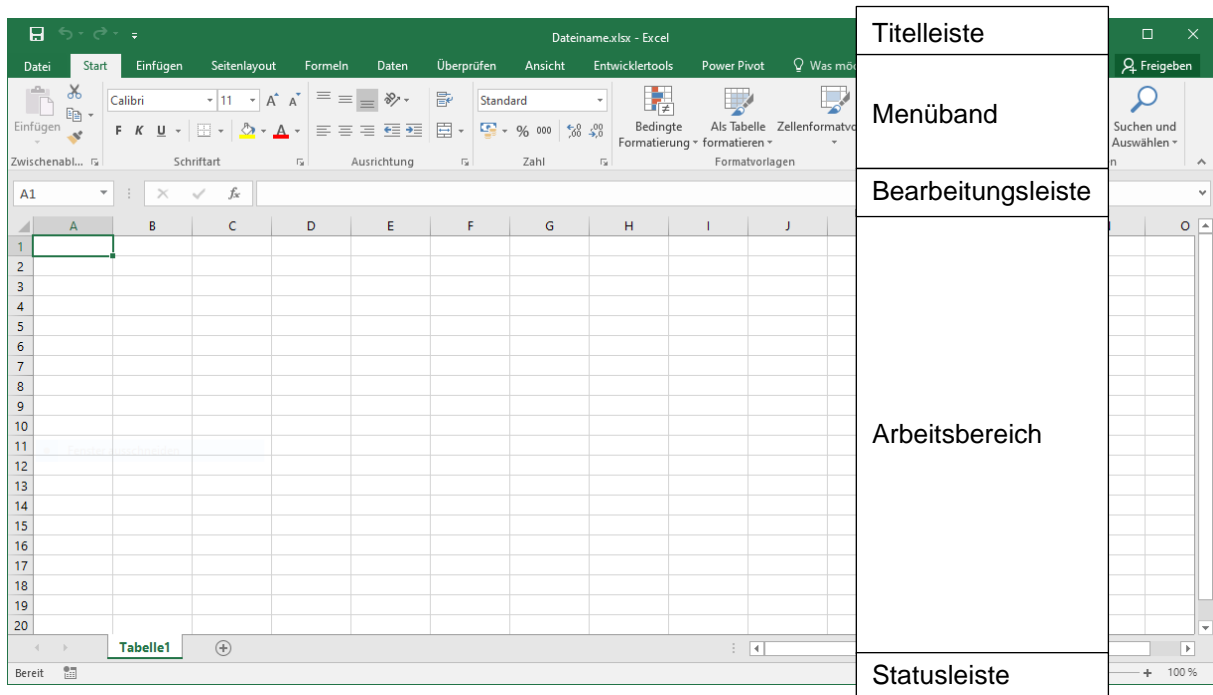 Dateiname.xlsx - Excel
Titelleiste
Datei Start Einfügen Seitenlayout Formeln Daten Überprüfen Ansicht Entwicklertools Power Pivot Was Freigeben
Menüband
Calibri 11 Standard
Einfügen
F K U % 000
Bedingte Formatierung
Als Tabelle formatieren
Suchen und Auswählen
Zwischenabl... Schriftart Ausrichtung Zahl Formatvorlagen
A1 fx
Bearbeitungsleiste
A B C D E F G H I J O
1
2
3
4
5
6
7
8
9
10
11
12
13
14
15
16
17
18
19
20
Arbeitsbereich
Tabelle1
Bereit 100 %
Statusleiste